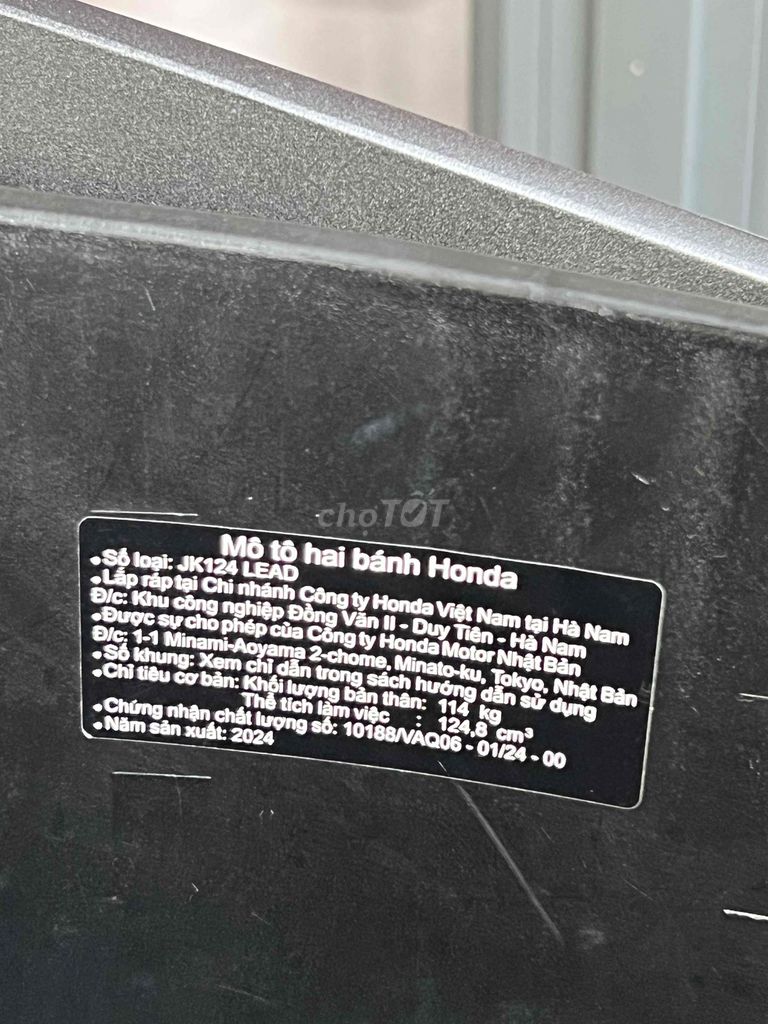 choTỐT
Mô tô hai bánh Honda
•Số loại: JK124 LEAD
•Lắp ráp tại Chi nhánh Công ty Honda Việt Nam tại Hà Nam
Đ/c: Khu công nghiệp Đồng Văn II - Duy Tiên - Hà Nam
•Được sự cho phép của Công ty Honda Motor Nhật Bản
Đ/c: 1-1 Minami-Aoyama 2-chome, Minato-ku, Tokyo, Nhật Bản
•Số khung: Xem chỉ dẫn trong sách hướng dẫn sử dụng
•Chỉ tiêu cơ bản: Khối lượng bản thân: 114 kg
Thể tích làm việc : 124,8 cm³
•Chứng nhận chất lượng số: 10188/VAQ06 - 01/24 - 00
•Năm sản xuất: 2024